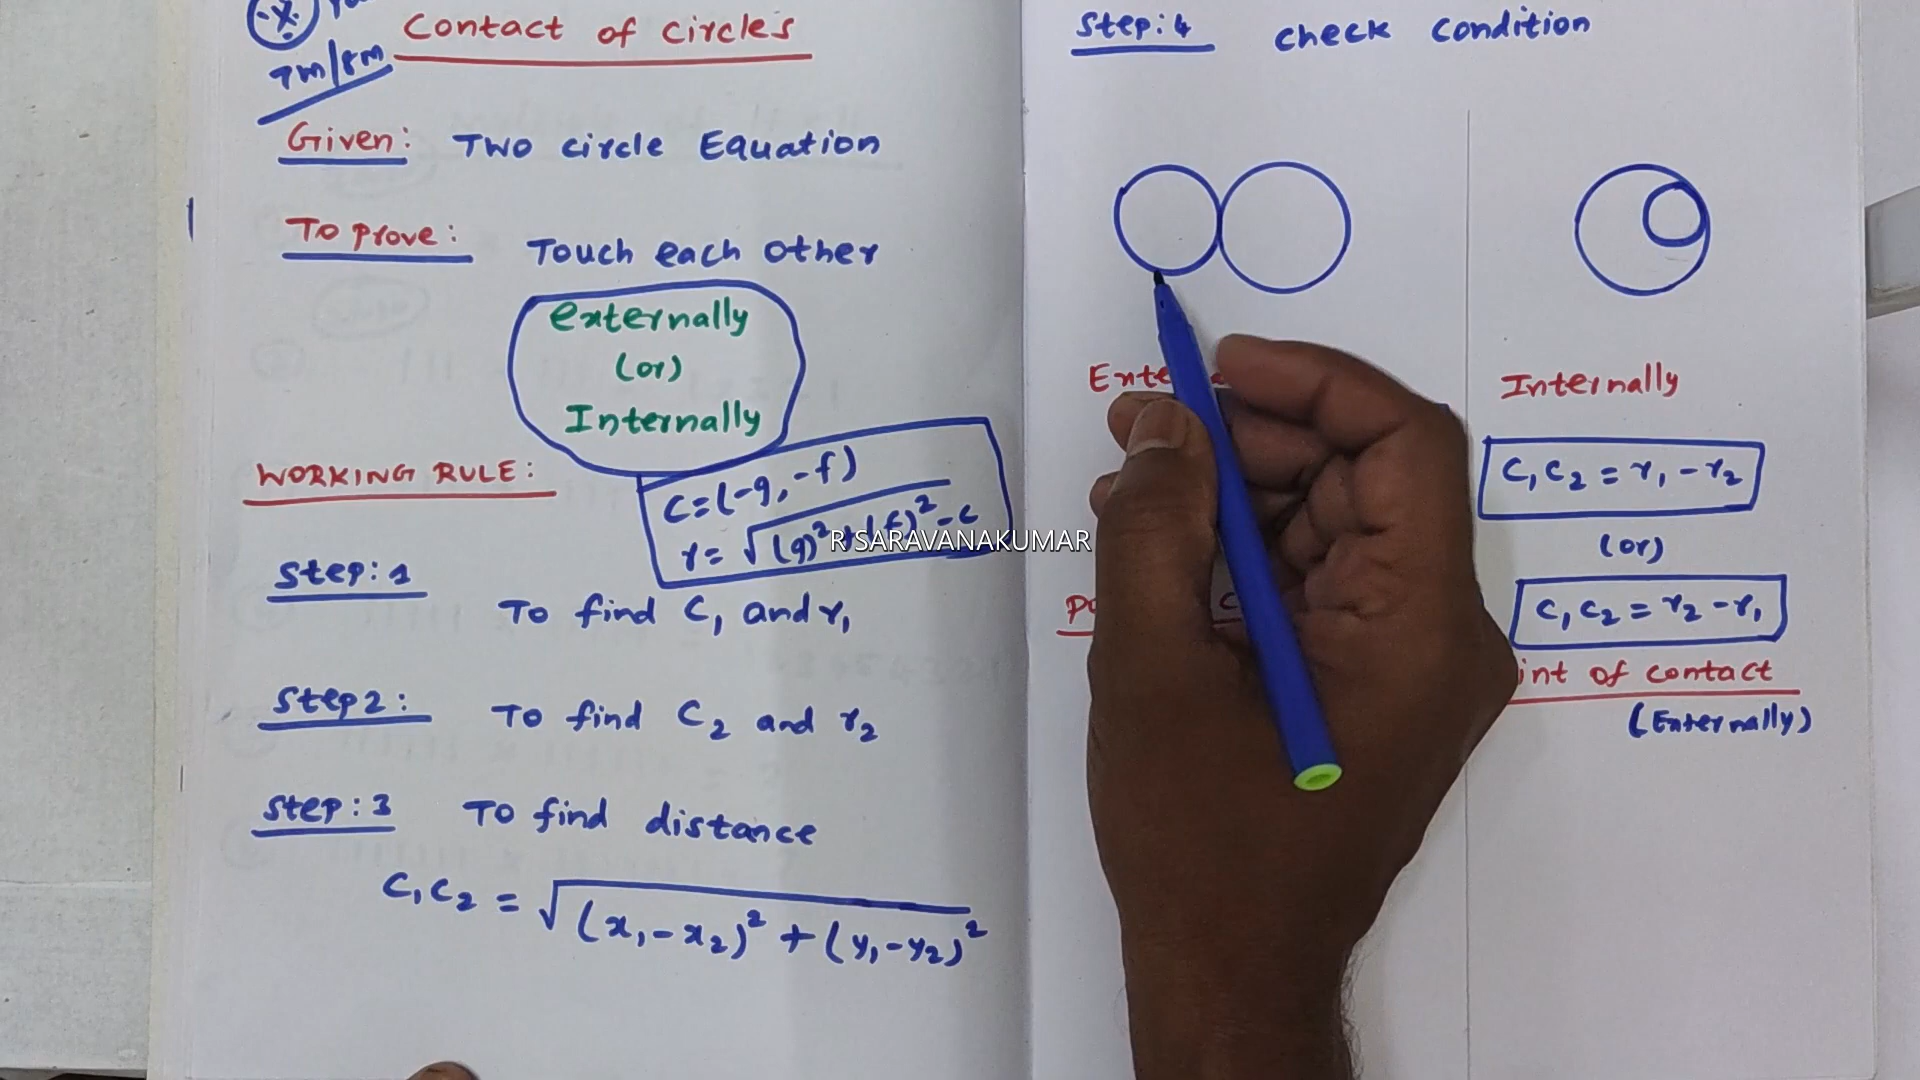 Contact of circles
7m/8m
Given: Two circle Equation
To prove: Touch each other
externally
(or)
Internally
WORKING RULE:
C=(-g,-f)
r=√(g)²+(f)²-c
Step:1
To find C₁ and r₁
Step2: To find C₂ and r₂
Step:3 To find distance
C₁C₂ = √(x₁-x₂)²+(y₁-y₂)²
Step:4 check condition
Internally
C₁C₂ = r₁-r₂
(or)
C₁C₂ = r₂-r₁
int of contact
(Externally)
R SARAVANAKUMAR